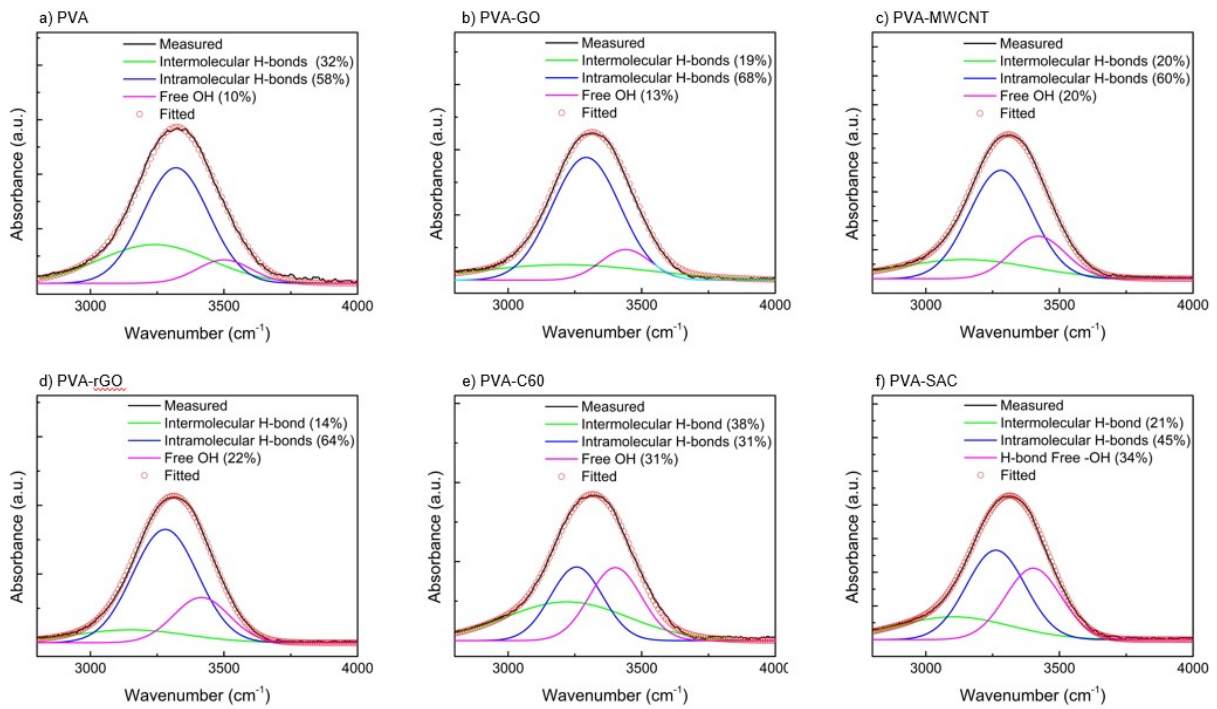 a) PVA
Measured
Intermolecular H-bonds (32%)
Intramolecular H-bonds (58%)
Free OH (10%)
Fitted
Absorbance (a.u.)
3000 3500 4000
Wavenumber (cm⁻¹)
b) PVA-GO
Measured
Intermolecular H-bonds (19%)
Intramolecular H-bonds (68%)
Free OH (13%)
Fitted
Absorbance (a.u.)
3000 3500 4000
Wavenumber (cm⁻¹)
c) PVA-MWCNT
Measured
Intermolecular H-bonds (20%)
Intramolecular H-bonds (60%)
Free OH (20%)
Fitted
Absorbance (a.u.)
3000 3500 4000
Wavenumber (cm⁻¹)
d) PVA-rGO
Measured
Intermolecular H-bond (14%)
Intramolecular H-bonds (64%)
Free OH (22%)
Fitted
Absorbance (a.u.)
3000 3500 4000
Wavenumber (cm⁻¹)
e) PVA-C60
Measured
Intermolecular H-bond (38%)
Intramolecular H-bonds (31%)
Free OH (31%)
Fitted
Absorbance (a.u.)
3000 3500 4000
Wavenumber (cm⁻¹)
f) PVA-SAC
Measured
Intermolecular H-bond (21%)
Intramolecular H-bonds (45%)
H-bond Free -OH (34%)
Fitted
Absorbance (a.u.)
3000 3500 4000
Wavenumber (cm⁻¹)